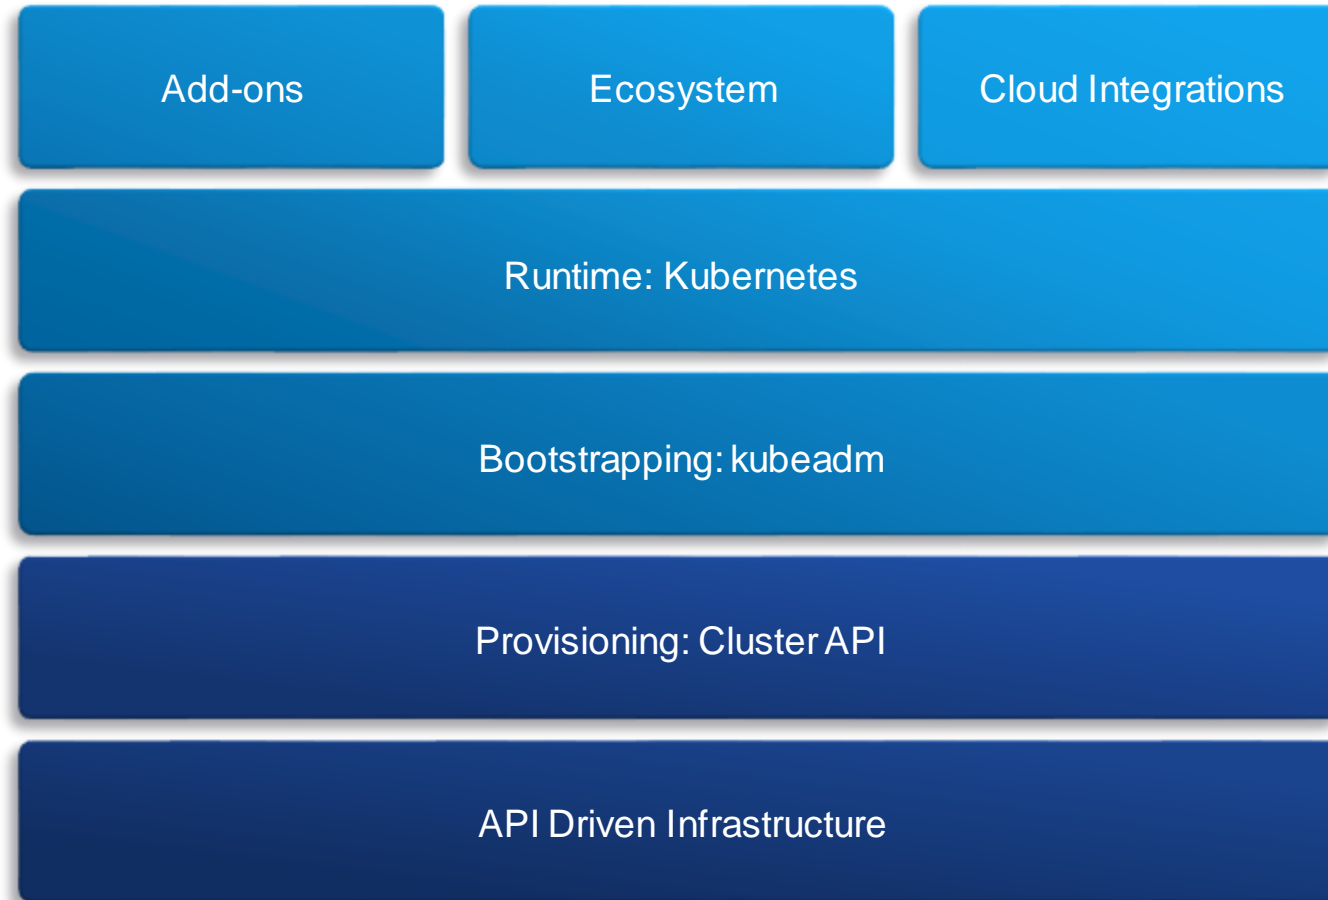 Add-ons
Ecosystem
Cloud Integrations
Runtime: Kubernetes
Bootstrapping: kubeadm
Provisioning: Cluster API
API Driven Infrastructure